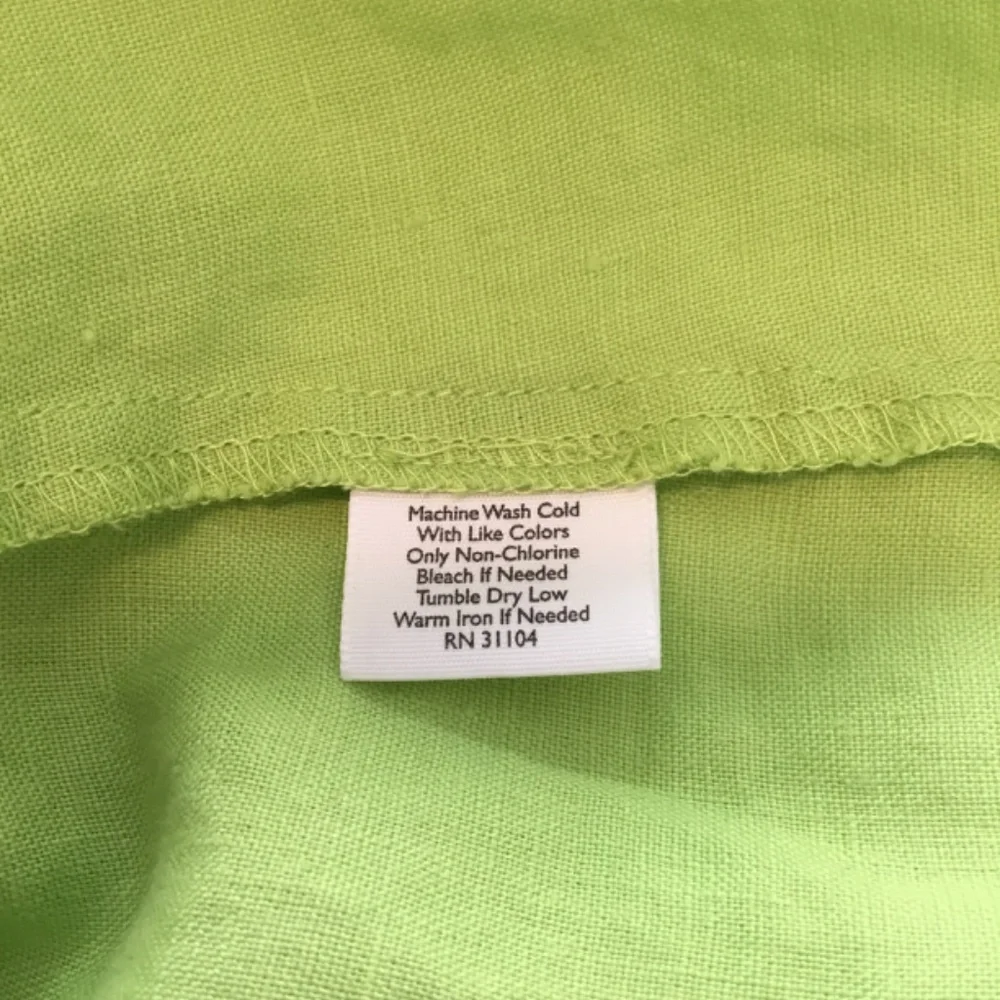 Machine Wash Cold
With Like Colors
Only Non-Chlorine
Bleach If Needed
Tumble Dry Low
Warm Iron If Needed
RN 31104